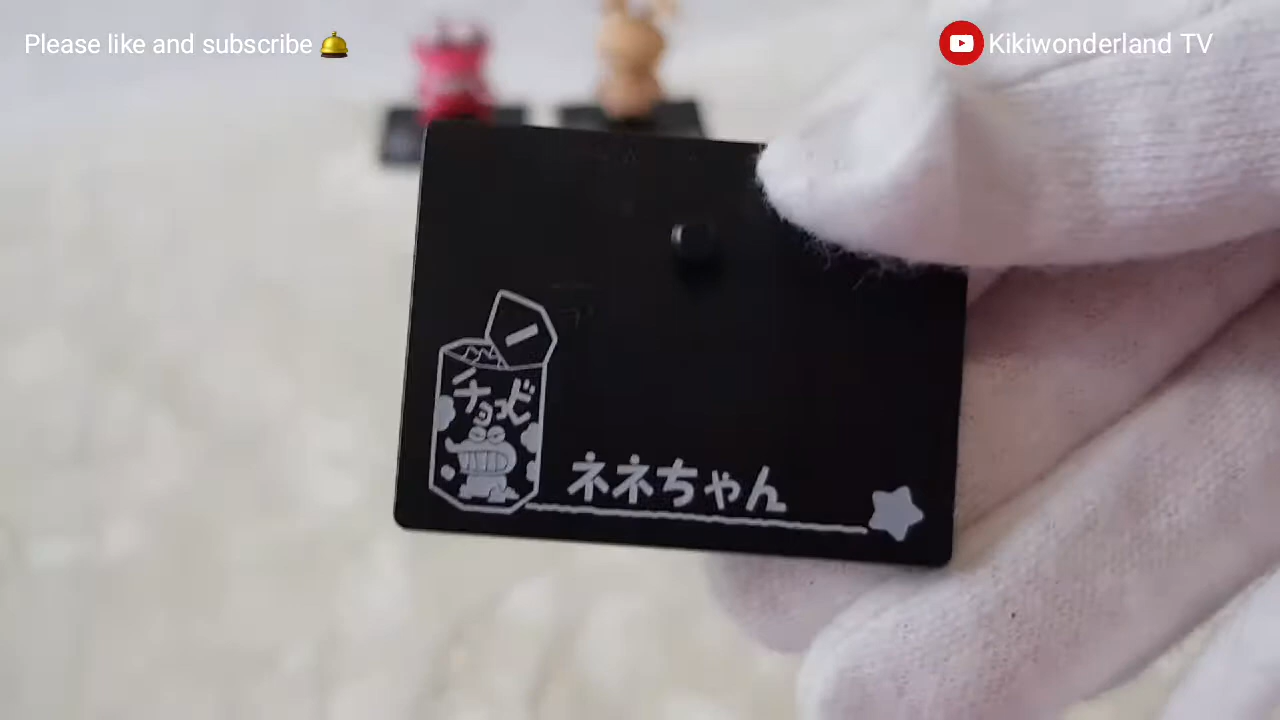 Please like and subscribe
Kikiwonderland TV
チョコビ
ネネちゃん